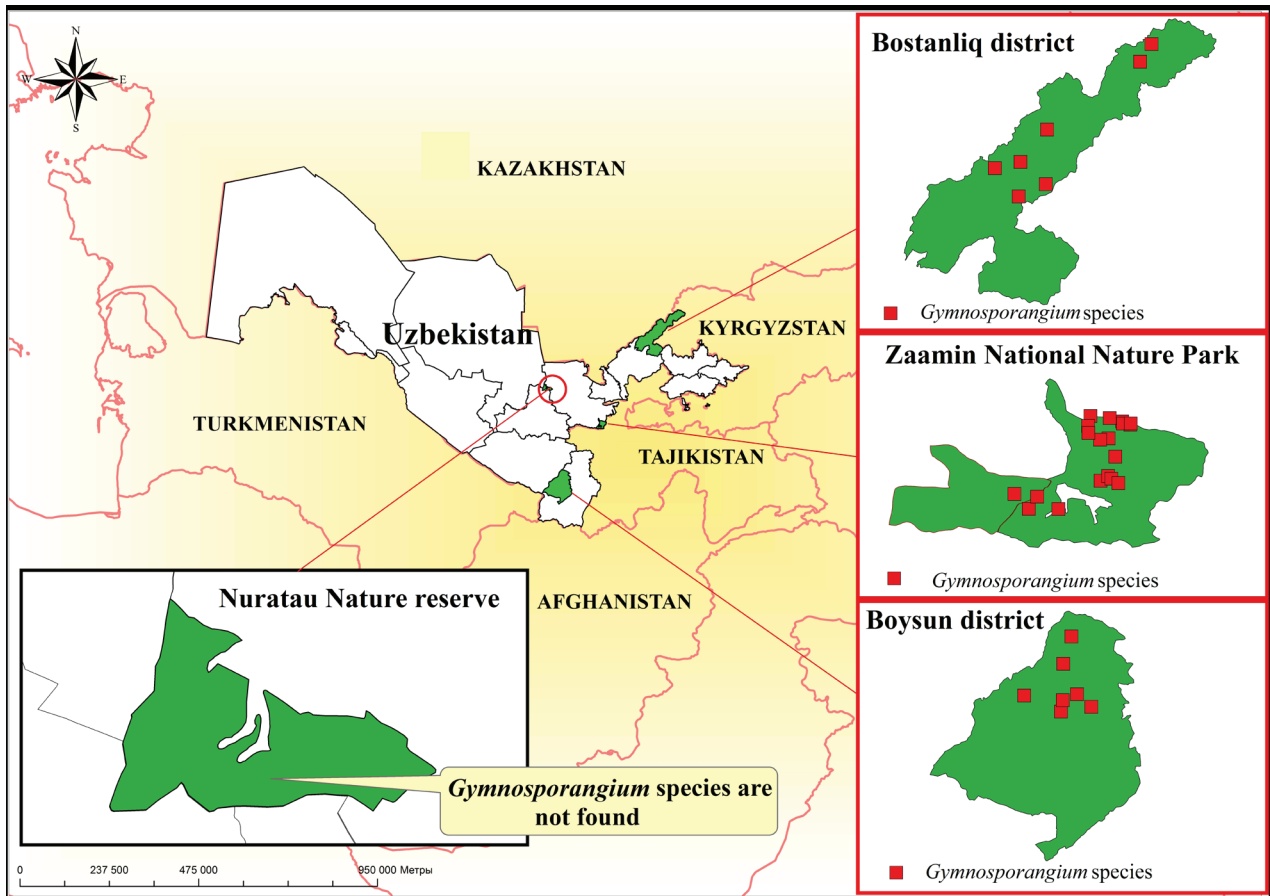 N
W
E
S
KAZAKHSTAN
Uzbekistan
KYRGYZSTAN
TURKMENISTAN
TAJIKISTAN
AFGHANISTAN
Nuratau Nature reserve
Gymnosporangium species are
not found
0
237 500
475 000
950 000 Метры
Bostanliq district
Gymnosporangium species
Zaamin National Nature Park
Gymnosporangium species
Boysun district
Gymnosporangium species